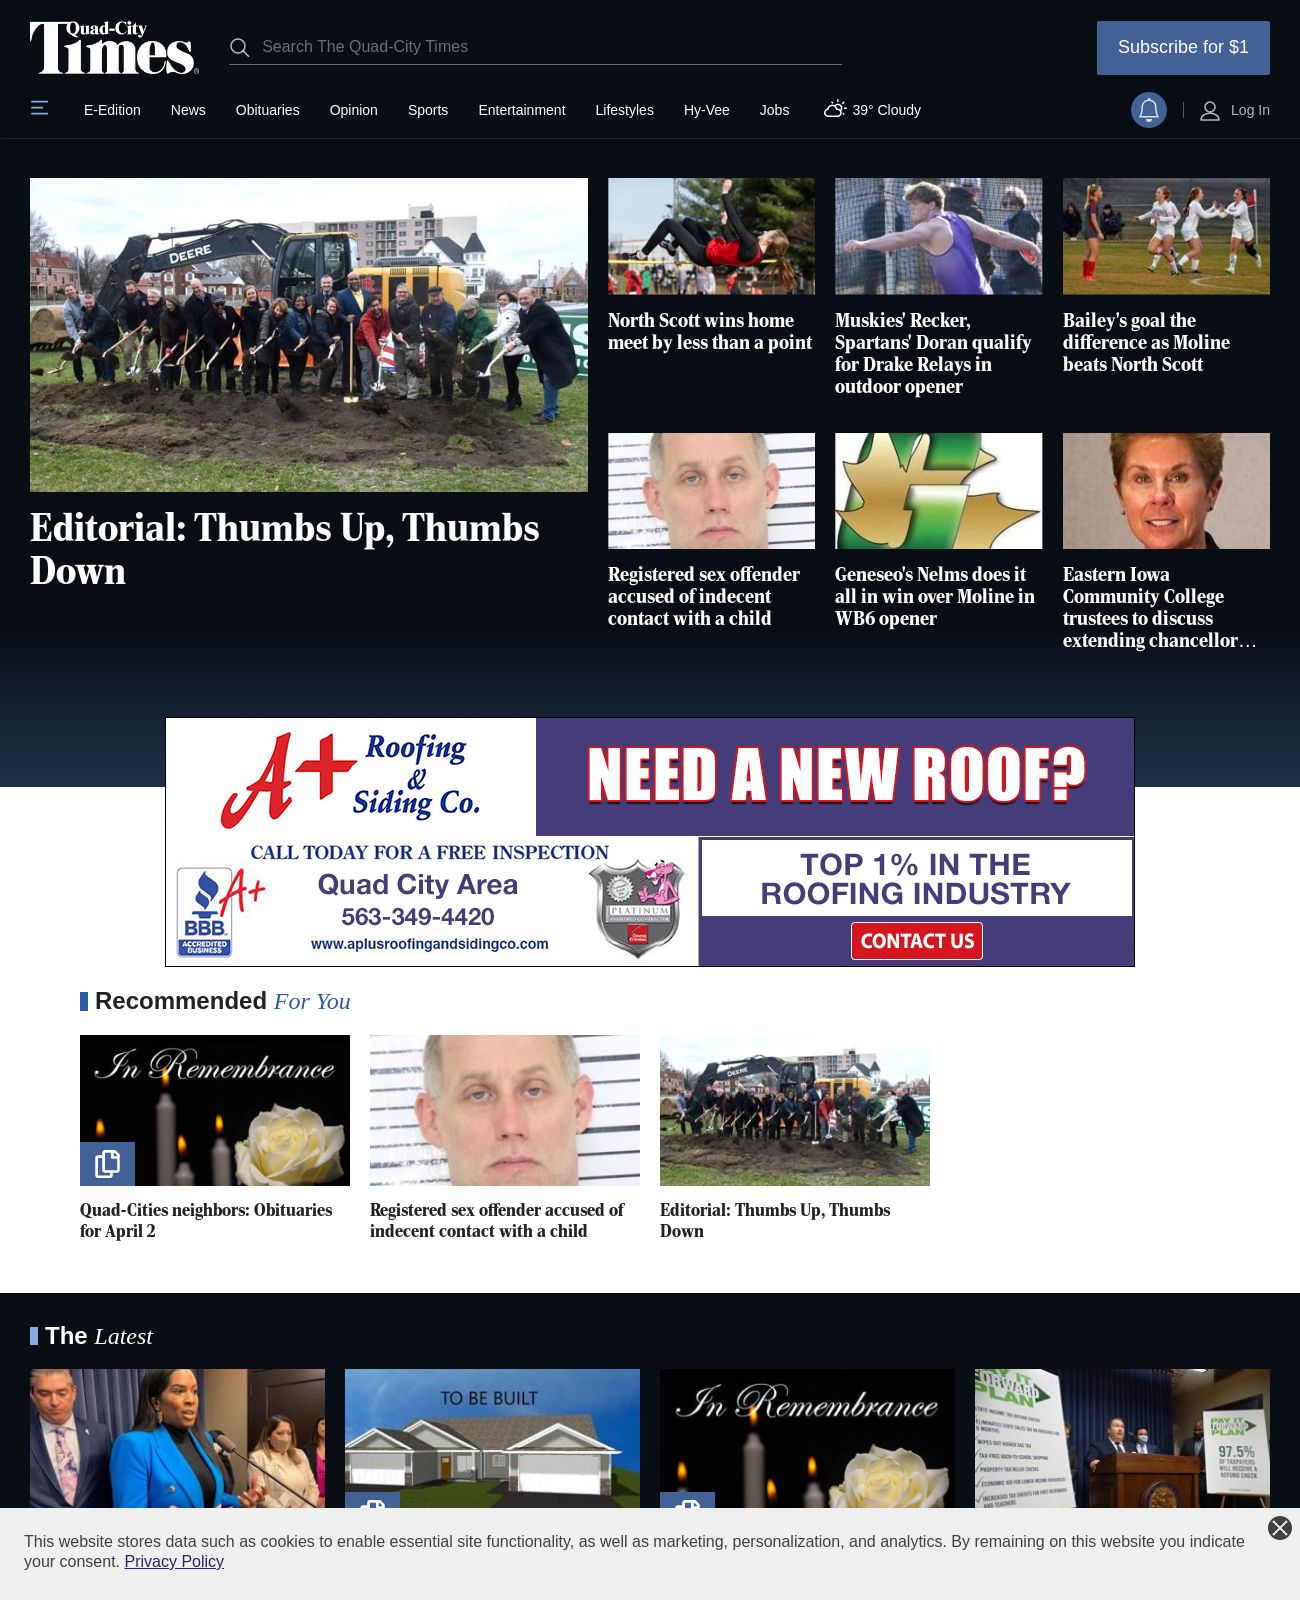 Quad-City
Times
Search The Quad-City Times
Subscribe for $1
E-Edition News Obituaries Opinion Sports Entertainment Lifestyles Hy-Vee Jobs 39° Cloudy Log In
DEERE
Editorial: Thumbs Up, Thumbs
Down
North Scott wins home
meet by less than a point
Muskies' Recker,
Spartans' Doran qualify
for Drake Relays in
outdoor opener
Bailey's goal the
difference as Moline
beats North Scott
Registered sex offender
accused of indecent
contact with a child
Geneseo's Nelms does it
all in win over Moline in
WB6 opener
Eastern Iowa
Community College
trustees to discuss
extending chancellor…
A+ Roofing
&
Siding Co.
NEED A NEW ROOF?
CALL TODAY FOR A FREE INSPECTION
Quad City Area
563-349-4420
www.aplusroofingandsidingco.com
BBB
A+
ACCREDITED
BUSINESS
PLATINUM
PREFERRED CONTRACTOR
TOP 1% IN THE
ROOFING INDUSTRY
CONTACT US
Recommended For You
In Remembrance
DEERE
Quad-Cities neighbors: Obituaries
for April 2
Registered sex offender accused of
indecent contact with a child
Editorial: Thumbs Up, Thumbs
Down
The Latest
TO BE BUILT
In Remembrance
PAY IT
FORWARD
PLAN
97.5%
OF TAXPAYERS
WILL RECEIVE A
REFUND CHECK
This website stores data such as cookies to enable essential site functionality, as well as marketing, personalization, and analytics. By remaining on this website you indicate
your consent. Privacy Policy